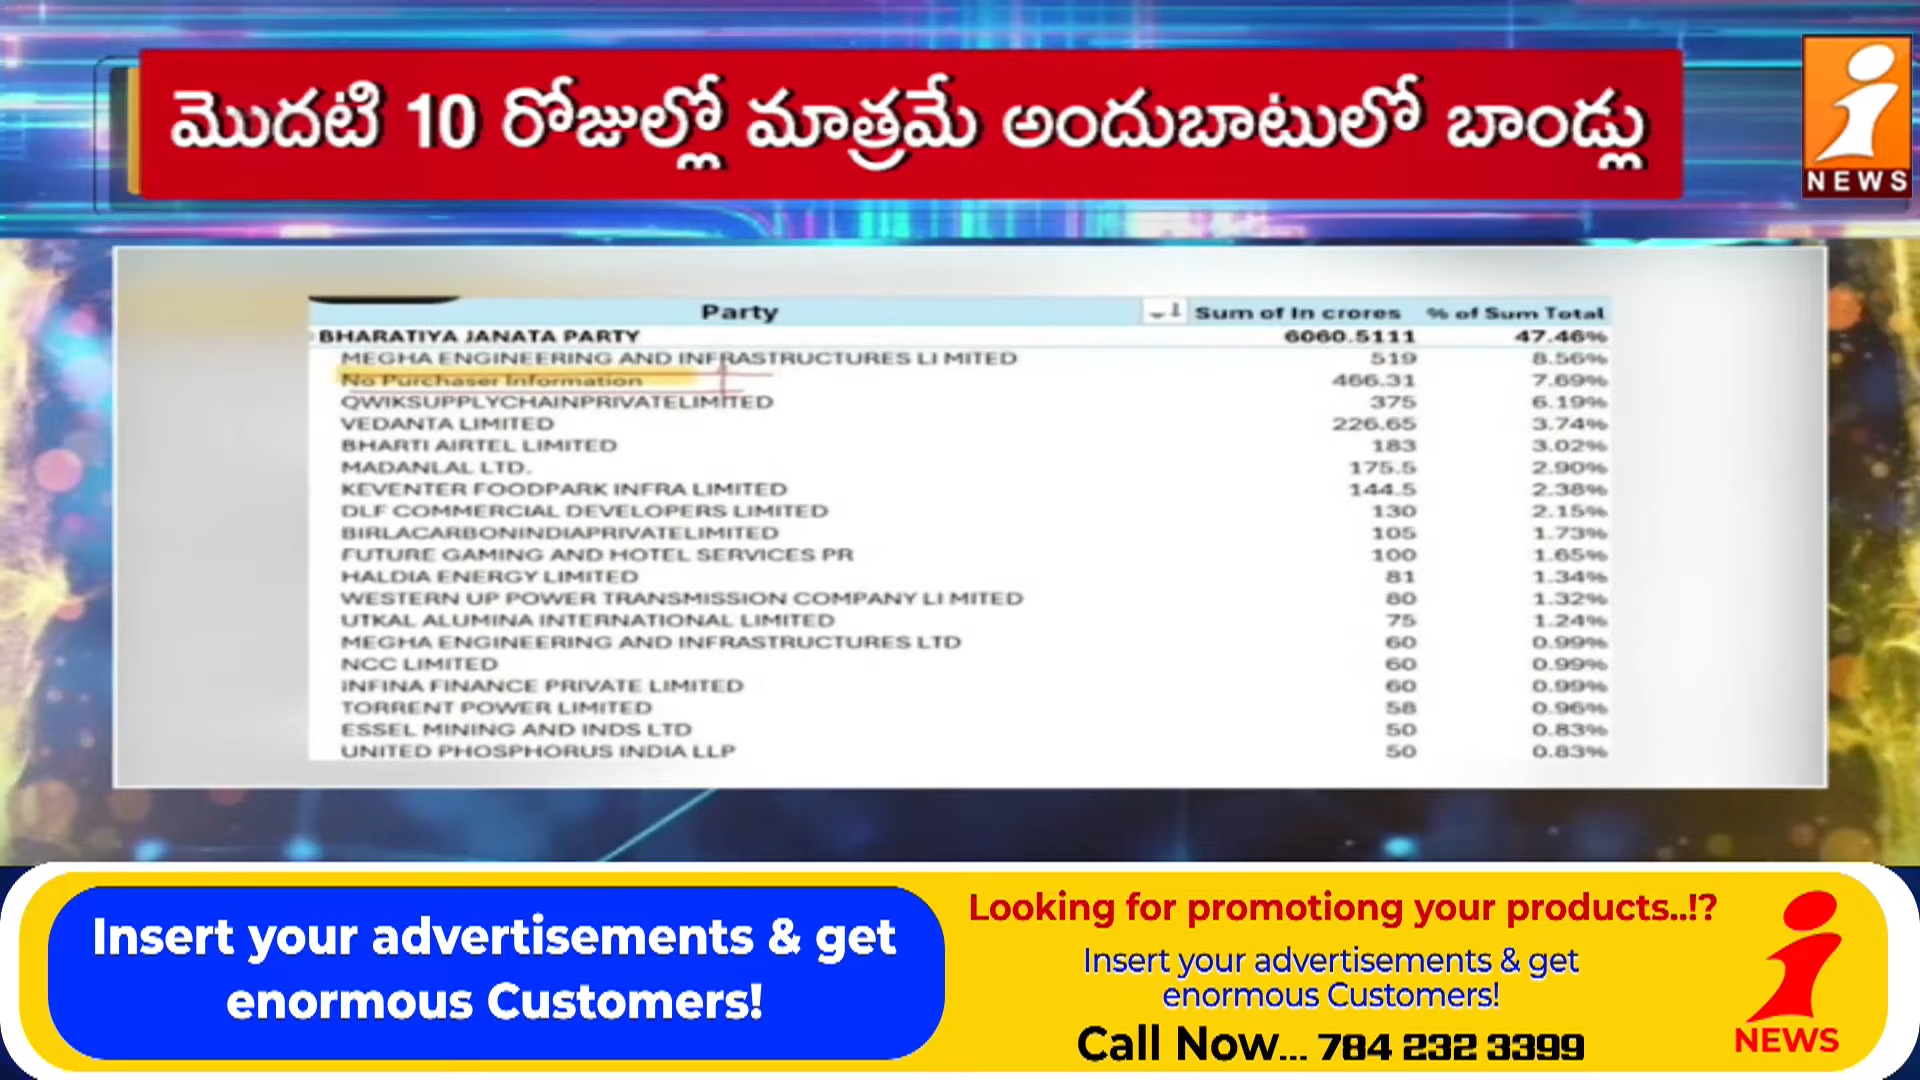 మొదటి 10 రోజుల్లో మాత్రమే అందుబాటులో బాండ్లు
i
NEWS
Party Sum of In crores % of Sum Total
BHARATIYA JANATA PARTY 6060.5111 47.46%
MEGHA ENGINEERING AND INFRASTRUCTURES LI MITED 519 8.56%
No Purchaser Information 466.31 7.69%
QWIKSUPPLYCHAINPRIVATELIMITED 375 6.19%
VEDANTA LIMITED 226.65 3.74%
BHARTI AIRTEL LIMITED 183 3.02%
MADANLAL LTD. 175.5 2.90%
KEVENTER FOODPARK INFRA LIMITED 144.5 2.38%
DLF COMMERCIAL DEVELOPERS LIMITED 130 2.15%
BIRLACARBONINDIAPRIVATELIMITED 105 1.73%
FUTURE GAMING AND HOTEL SERVICES PR 100 1.65%
HALDIA ENERGY LIMITED 81 1.34%
WESTERN UP POWER TRANSMISSION COMPANY LI MITED 80 1.32%
UTKAL ALUMINA INTERNATIONAL LIMITED 75 1.24%
MEGHA ENGINEERING AND INFRASTRUCTURES LTD 60 0.99%
NCC LIMITED 60 0.99%
INFINA FINANCE PRIVATE LIMITED 60 0.99%
TORRENT POWER LIMITED 58 0.96%
ESSEL MINING AND INDS LTD 50 0.83%
UNITED PHOSPHORUS INDIA LLP 50 0.83%
Insert your advertisements & get
enormous Customers!
Looking for promotiong your products..!?
Insert your advertisements & get
enormous Customers!
Call Now... 784 232 3399
i
NEWS